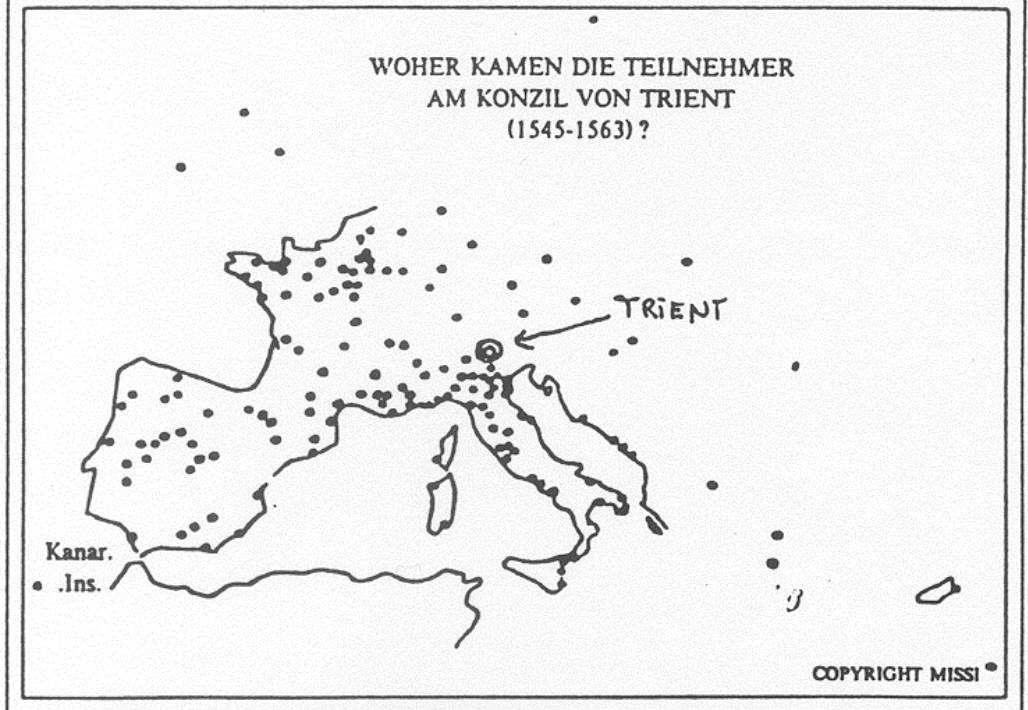 WOHER KAMEN DIE TEILNEHMER
AM KONZIL VON TRIENT
(1545-1563) ?
TRiENT
Kanar.
.Ins.
COPYRIGHT MISSI